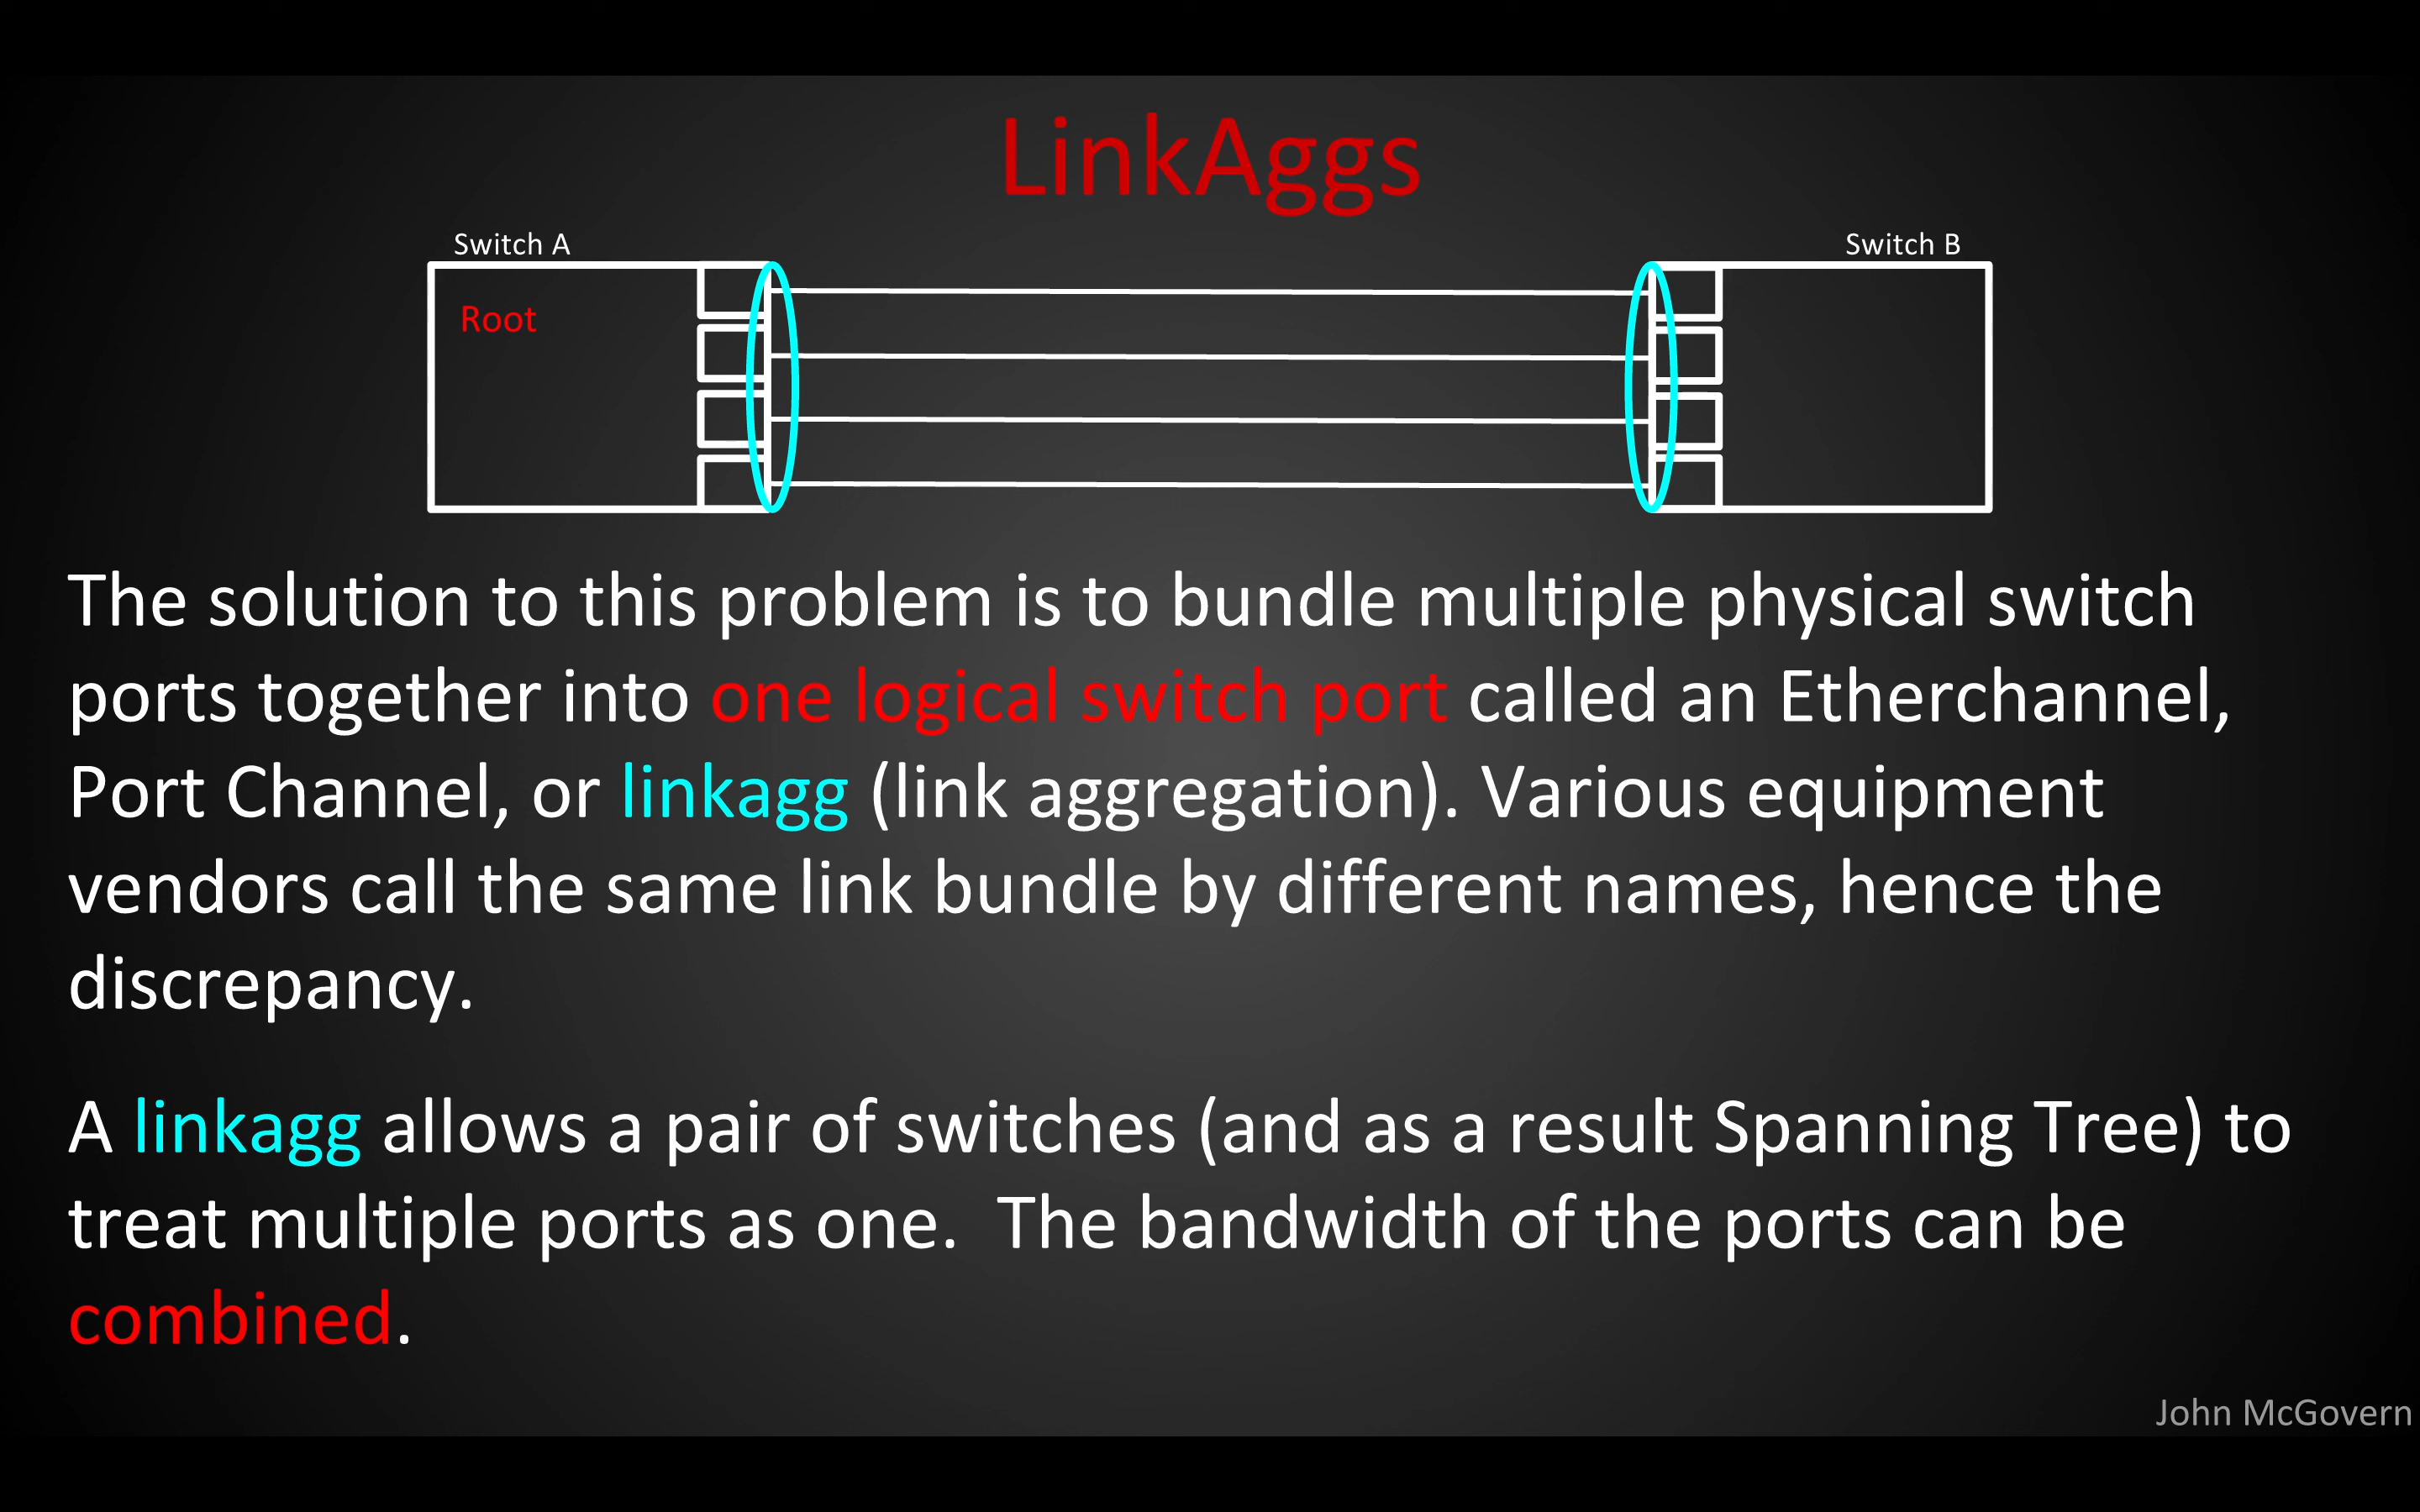 LinkAggs
Switch A
Switch B
Root
The solution to this problem is to bundle multiple physical switch
ports together into one logical switch port called an Etherchannel,
Port Channel, or linkagg (link aggregation). Various equipment
vendors call the same link bundle by different names, hence the
discrepancy.
A linkagg allows a pair of switches (and as a result Spanning Tree) to
treat multiple ports as one.  The bandwidth of the ports can be
combined.
John McGovern